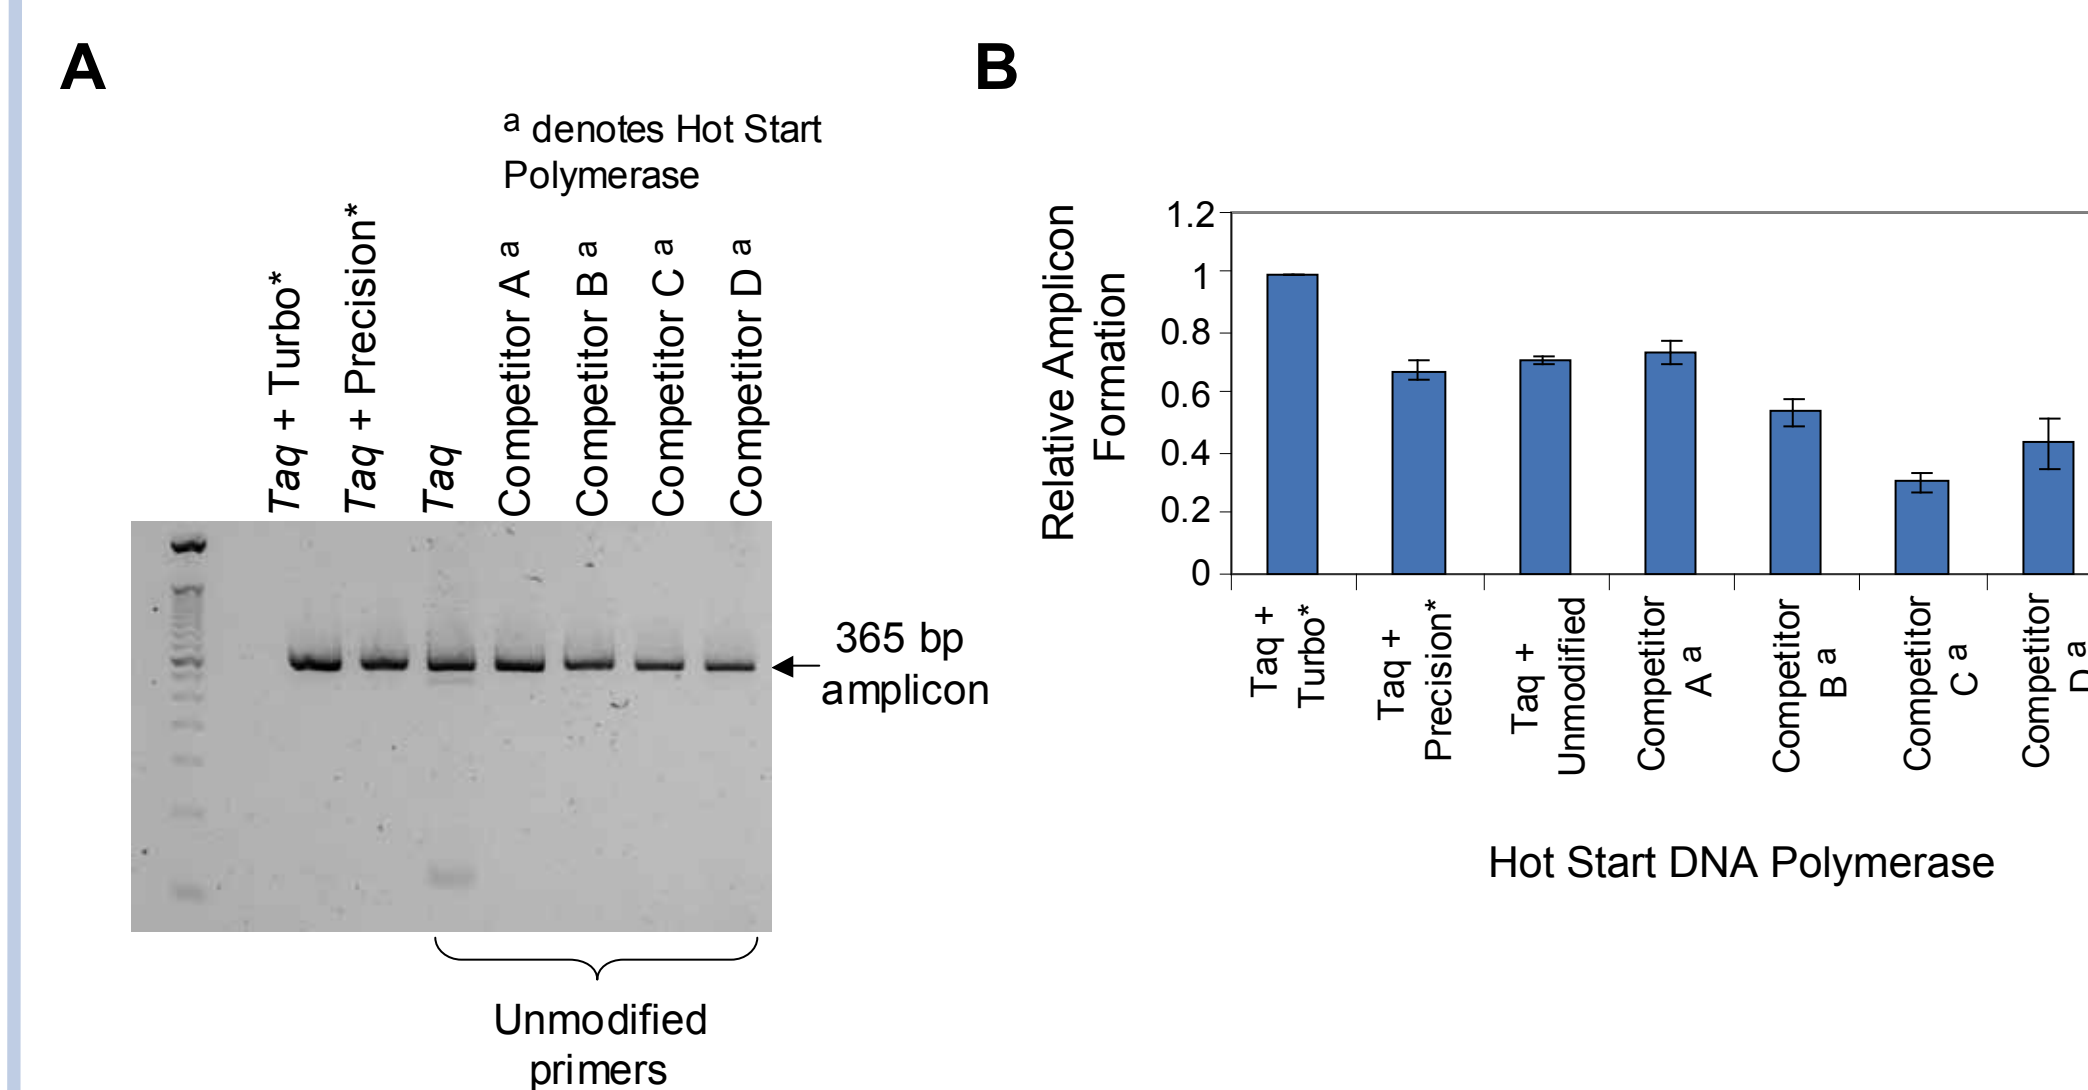 A
a denotes Hot Start
Polymerase
Taq + Turbo*
Taq + Precision*
Taq
Competitor A a
Competitor B a
Competitor C a
Competitor D a
365 bp
amplicon
Unmodified
primers
B
Relative Amplicon
Formation
1.2
1
0.8
0.6
0.4
0.2
0
Taq +
Turbo*
Taq +
Precision*
Taq +
Unmodified
Competitor
A a
Competitor
B a
Competitor
C a
Competitor
D a
Hot Start DNA Polymerase